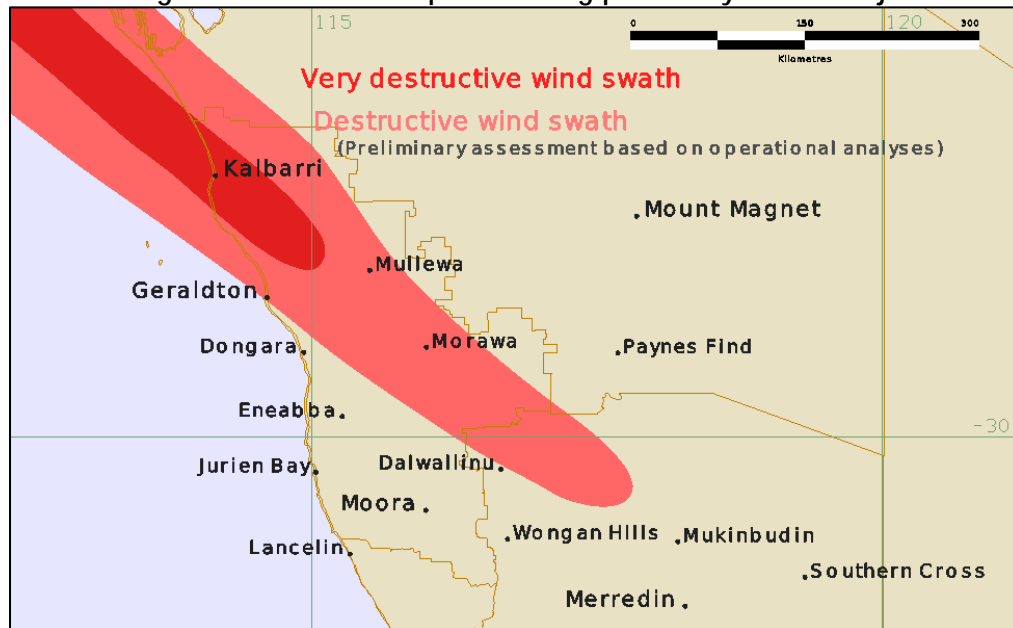 115
120
0 150 300
Kilometres
Very destructive wind swath
Destructive wind swath
(Preliminary assessment based on operational analyses)
Kalbarri
Mount Magnet
Mullewa
Geraldton
Dongara
Morawa
Paynes Find
Eneabba
-30
Jurien Bay
Dalwallinu
Moora
Wongan Hills
Mukinbudin
Lancelin
Southern Cross
Merredin